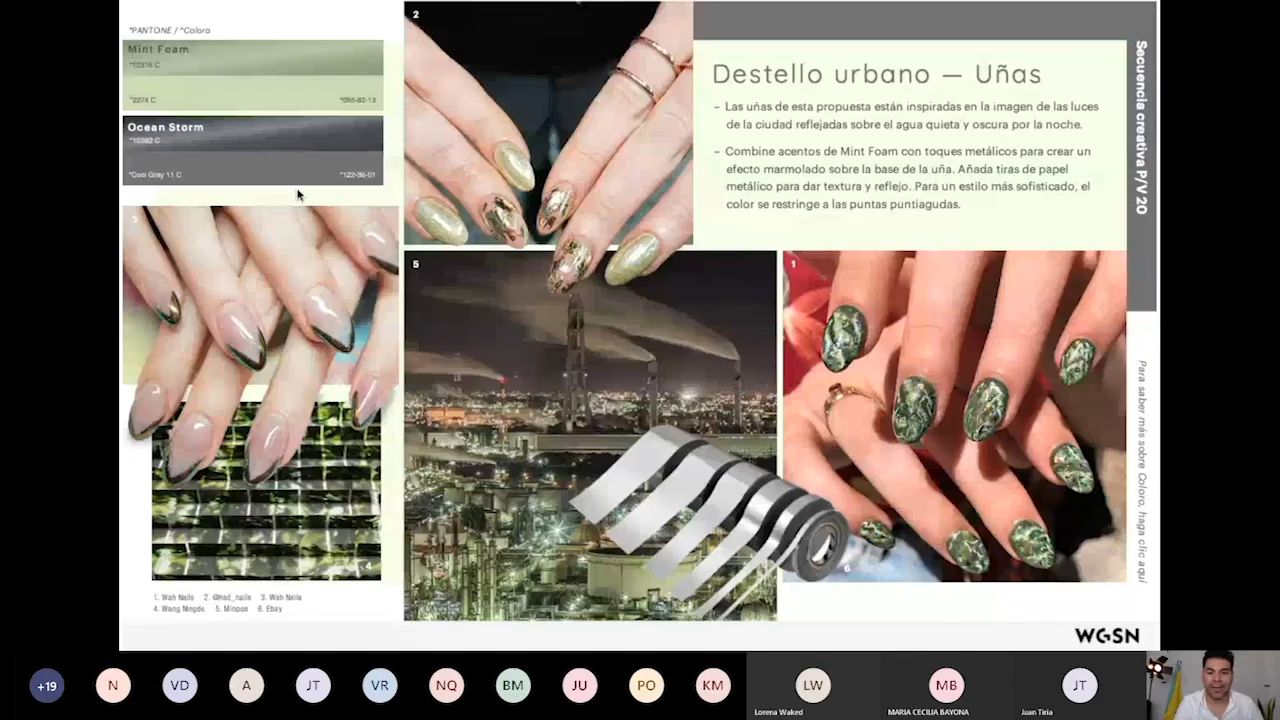 *PANTONE / ^Coloro
Mint Foam
*10316 C
*2274 C
^055-82-13
Ocean Storm
*10382 C
*Cool Gray 11 C
^122-36-01
2
Destello urbano — Uñas
– Las uñas de esta propuesta están inspiradas en la imagen de las luces
de la ciudad reflejadas sobre el agua quieta y oscura por la noche.
– Combine acentos de Mint Foam con toques metálicos para crear un
efecto marmolado sobre la base de la uña. Añada tiras de papel
metálico para dar textura y reflejo. Para un estilo más sofisticado, el
color se restringe a las puntas puntiagudas.
Secuencia creativa P/V 20
3
5
1
4
6
Para saber más sobre Coloro, haga clic aquí
1. Wah Nails 2. @hed_nails 3. Wah Nails
4. Wang Ningde 5. Minpos 6. Ebay
WGSN
+19
N
VD
A
JT
VR
NQ
BM
JU
PO
KM
LW
Lorena Waked
MB
MARIA CECILIA BAYONA
JT
Juan Tiria